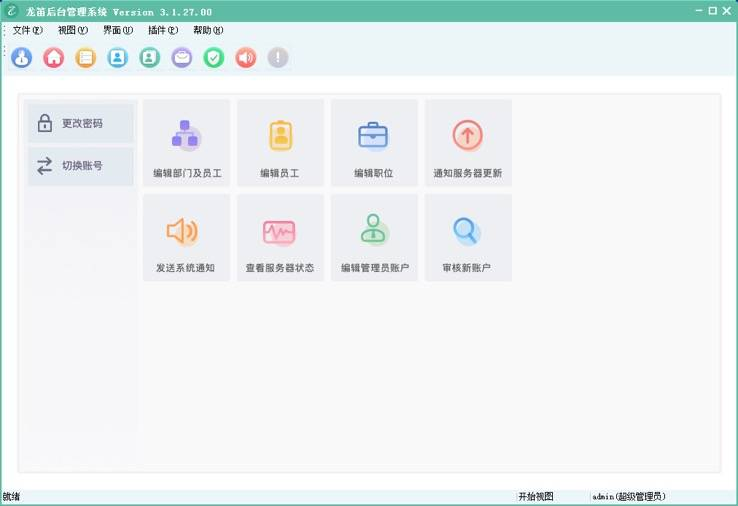 龙笛后台管理系统 Version 3.1.27.00
文件(F) 视图(V) 界面(U) 插件(P) 帮助(H)
更改密码
切换账号
编辑部门及员工 编辑员工 编辑职位 通知服务器更新
发送系统通知 查看服务器状态 编辑管理员账户 审核新账户
就绪 开始视图 admin(超级管理员)